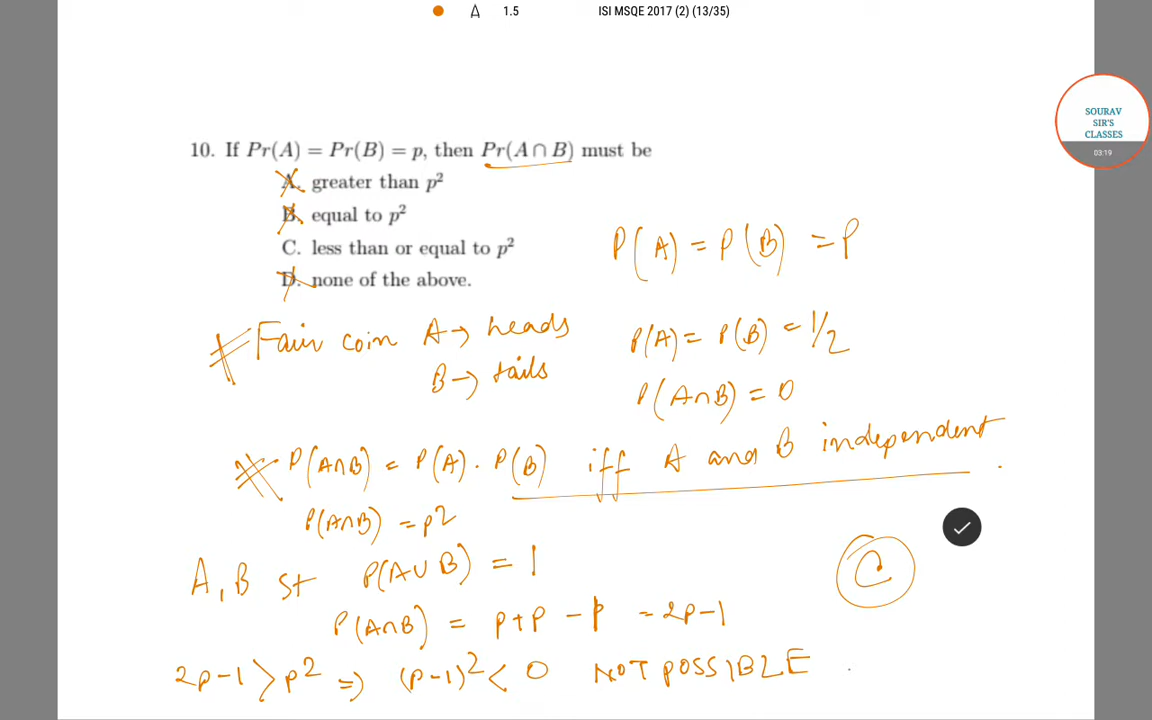 1.5 ISI MSQE 2017 (2) (13/35)
SOURAV
SIR'S
CLASSES
03:19
10. If Pr(A) = Pr(B) = p, then Pr(A ∩ B) must be
A. greater than p²
B. equal to p²
C. less than or equal to p²
D. none of the above.
P(A) = P(B) = P
Fair coin A → heads
B → tails
P(A) = P(B) = 1/2
P(A∩B) = 0
P(A∩B) = P(A) . P(B) iff A and B independent .
P(A∩B) = p²
A, B st P(A∪B) = 1
C
P(A∩B) = P+P - p = 2p-1
2p-1 > p² ⇒ (p-1)² < 0 NOT POSSIBLE .